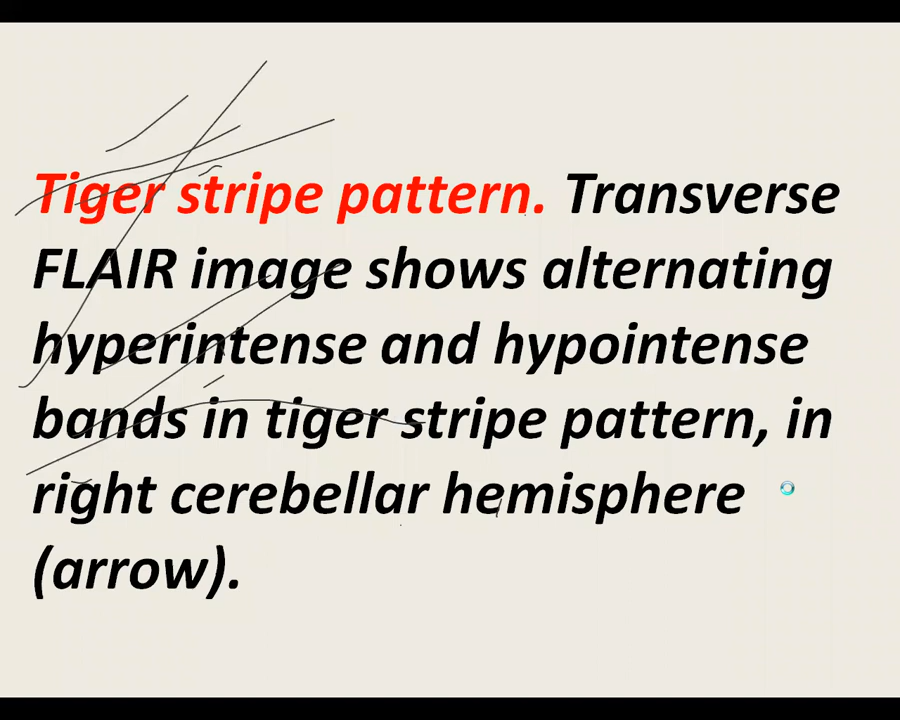 Tiger stripe pattern. Transverse
FLAIR image shows alternating
hyperintense and hypointense
bands in tiger stripe pattern, in
right cerebellar hemisphere
(arrow).